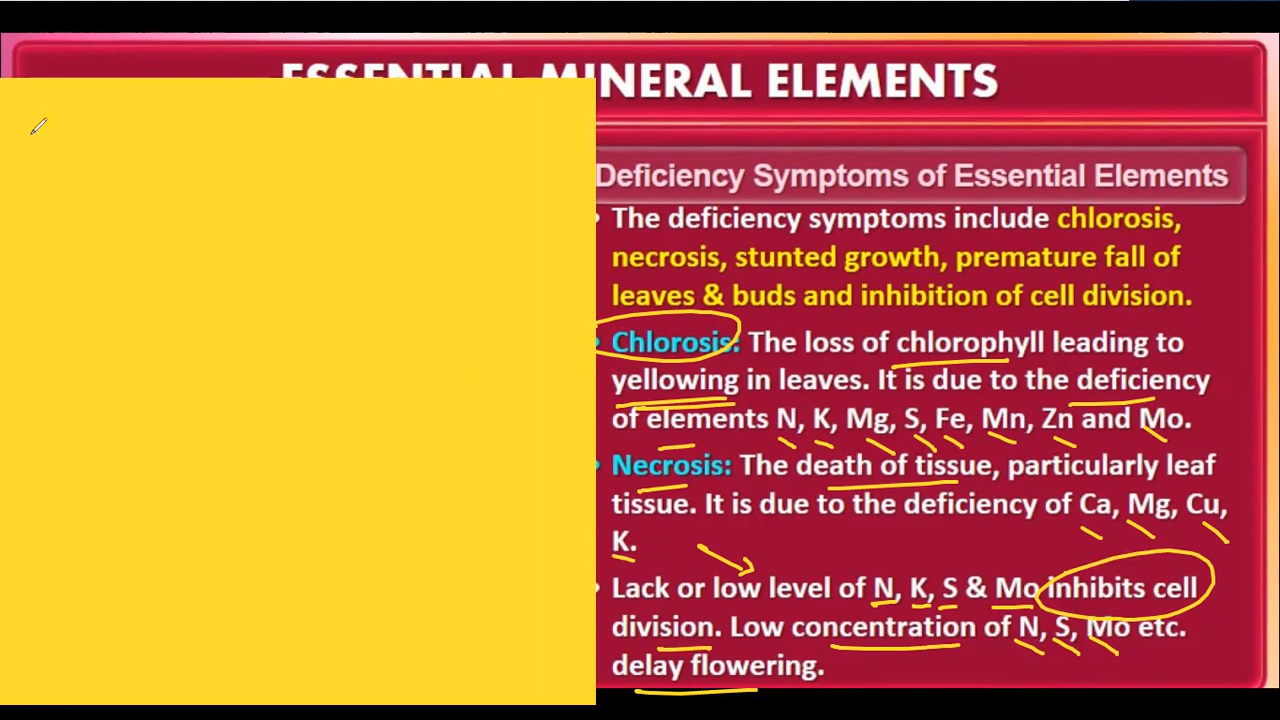 ESSENTIAL MINERAL ELEMENTS
Deficiency Symptoms of Essential Elements
• The deficiency symptoms include chlorosis,
necrosis, stunted growth, premature fall of
leaves & buds and inhibition of cell division.
• Chlorosis: The loss of chlorophyll leading to
yellowing in leaves. It is due to the deficiency
of elements N, K, Mg, S, Fe, Mn, Zn and Mo.
• Necrosis: The death of tissue, particularly leaf
tissue. It is due to the deficiency of Ca, Mg, Cu,
K.
• Lack or low level of N, K, S & Mo inhibits cell
division. Low concentration of N, S, Mo etc.
delay flowering.